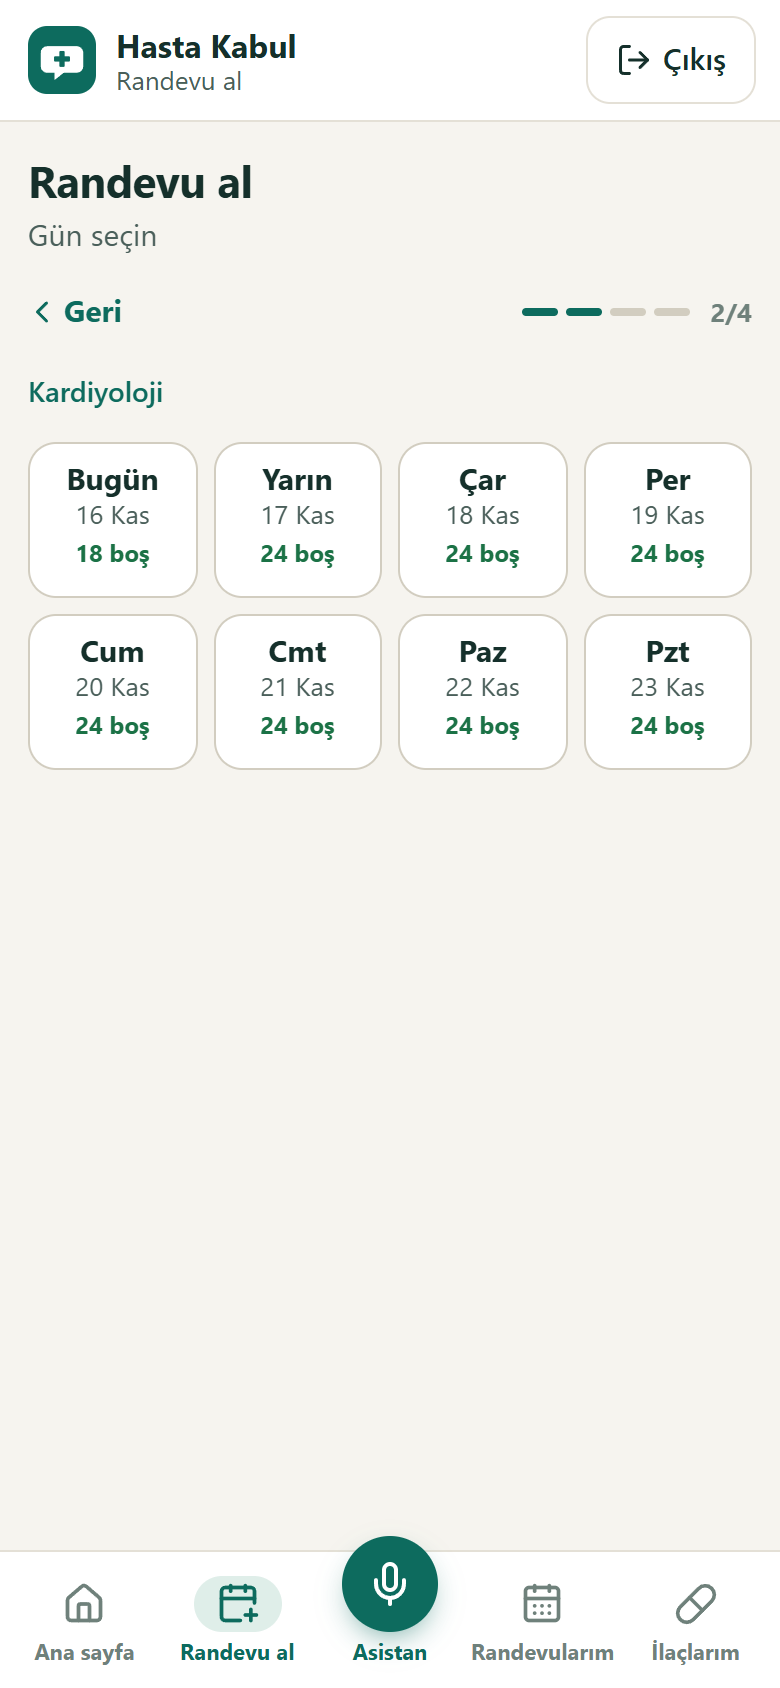 Hasta Kabul
Randevu al
Çıkış
Randevu al
Gün seçin
Geri
2/4
Kardiyoloji
Bugün
16 Kas
18 boş
Yarın
17 Kas
24 boş
Çar
18 Kas
24 boş
Per
19 Kas
24 boş
Cum
20 Kas
24 boş
Cmt
21 Kas
24 boş
Paz
22 Kas
24 boş
Pzt
23 Kas
24 boş
Ana sayfa
Randevu al
Asistan
Randevularım
İlaçlarım